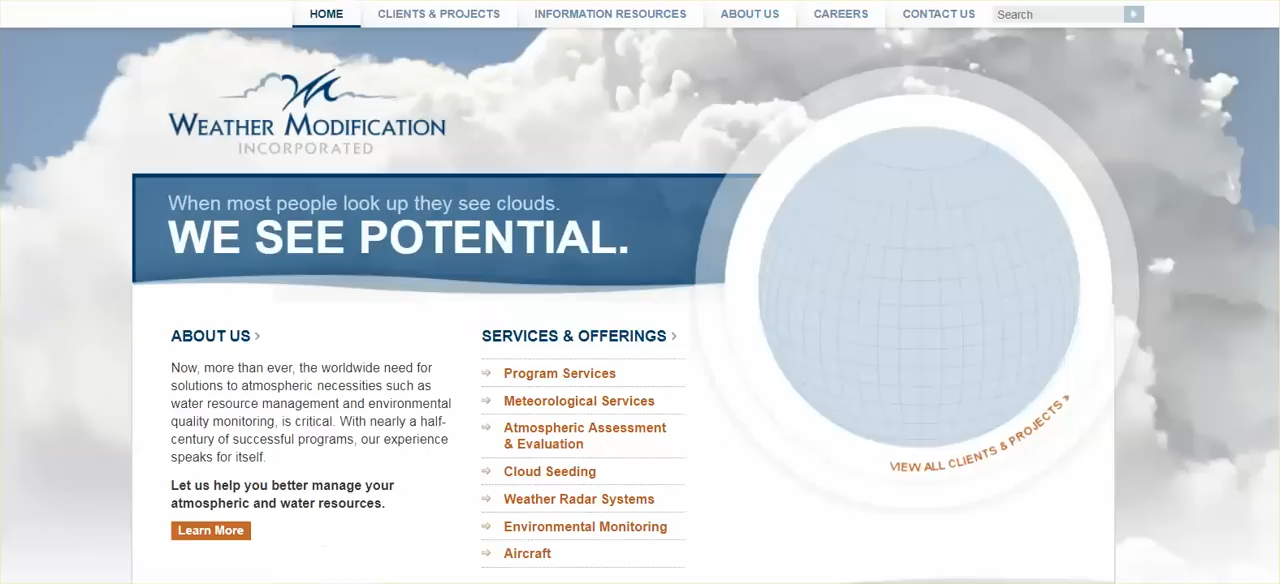 HOME
CLIENTS & PROJECTS
INFORMATION RESOURCES
ABOUT US
CAREERS
CONTACT US
Search
WEATHER MODIFICATION
INCORPORATED
When most people look up they see clouds.
WE SEE POTENTIAL.
ABOUT US ›
Now, more than ever, the worldwide need for
solutions to atmospheric necessities such as
water resource management and environmental
quality monitoring, is critical. With nearly a half-
century of successful programs, our experience
speaks for itself.
Let us help you better manage your
atmospheric and water resources.
Learn More
SERVICES & OFFERINGS ›
Program Services
Meteorological Services
Atmospheric Assessment
& Evaluation
Cloud Seeding
Weather Radar Systems
Environmental Monitoring
Aircraft
VIEW ALL CLIENTS & PROJECTS »